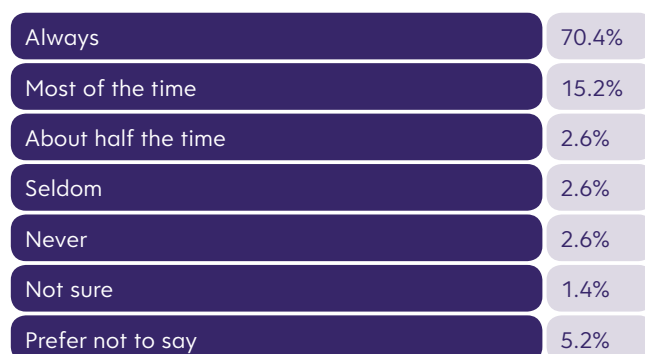 Always 70.4%
Most of the time 15.2%
About half the time 2.6%
Seldom 2.6%
Never 2.6%
Not sure 1.4%
Prefer not to say 5.2%